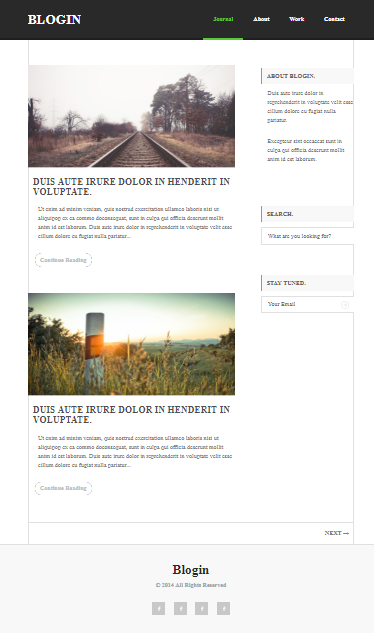 BLOGIN
Journal About Work Contact
DUIS AUTE IRURE DOLOR IN HENDERIT IN
VOLUPTATE.
Ut enim ad minim veniam, quis nostrud exercitation ullamco laboris nisi ut
aliquipop ex ea commo doconsequat, sunt in culpa qui officia deserunt mollit
anim id est laborum. Duis aute irure dolor in reprehenderit in voluptate velit esse
cillum dolore eu fugiat nulla pariatur...
Continue Reading
DUIS AUTE IRURE DOLOR IN HENDERIT IN
VOLUPTATE.
Ut enim ad minim veniam, quis nostrud exercitation ullamco laboris nisi ut
aliquipop ex ea commo doconsequat, sunt in culpa qui officia deserunt mollit
anim id est laborum. Duis aute irure dolor in reprehenderit in voluptate velit esse
cillum dolore eu fugiat nulla pariatur...
Continue Reading
ABOUT BLOGIN.
Duis aute irure dolor in
reprehenderit in voluptate velit esse
cillum dolore eu fugiat nulla
pariatur.
Excepteur sint occaecat sunt in
culpa qui officia deserunt mollit
anim id est laborum.
SEARCH.
What are you looking for?
STAY TUNED.
Your Email
NEXT →
Blogin
© 2014 All Rights Reserved
f f f f